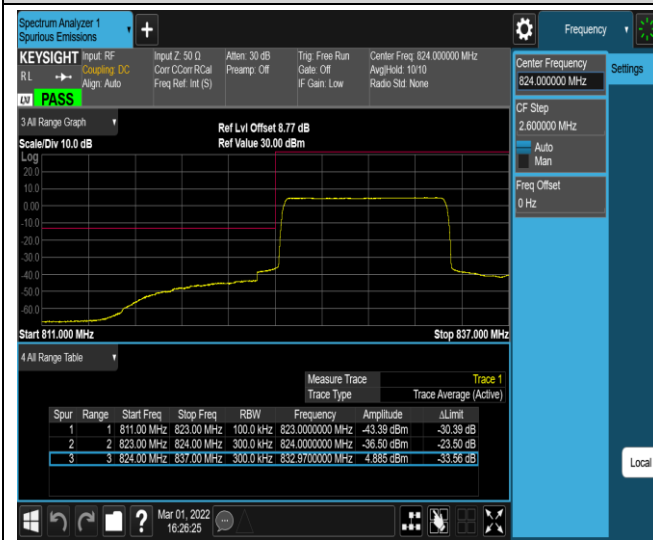 Spectrum Analyzer 1
Spurious Emissions
+
Frequency
KEYSIGHT
RL
Input: RF
Coupling: DC
Align: Auto
Input Z: 50 Ω
Corr CCorr RCal
Freq Ref: Int (S)
Atten: 30 dB
Preamp: Off
Trig: Free Run
Gate: Off
IF Gain: Low
Center Freq: 824.000000 MHz
Avg|Hold: 10/10
Radio Std: None
LXI PASS
Center Frequency
824.000000 MHz
Settings
CF Step
2.600000 MHz
Auto
Man
Freq Offset
0 Hz
3 All Range Graph
Scale/Div 10.0 dB
Ref Lvl Offset 8.77 dB
Ref Value 30.00 dBm
Log
20.0
10.0
0.00
-10.0
-20.0
-30.0
-40.0
-50.0
-60.0
Start 811.000 MHz
Stop 837.000 MHz
4 All Range Table
Measure Trace Trace 1
Trace Type Trace Average (Active)
Spur Range Start Freq Stop Freq RBW Frequency Amplitude ΔLimit
1 1 811.00 MHz 823.00 MHz 100.0 kHz 823.0000000 MHz -43.39 dBm -30.39 dB
2 2 823.00 MHz 824.00 MHz 300.0 kHz 824.0000000 MHz -36.50 dBm -23.50 dB
3 3 824.00 MHz 837.00 MHz 300.0 kHz 832.9700000 MHz 4.885 dBm -33.56 dB
Local
?
Mar 01, 2022
16:26:25